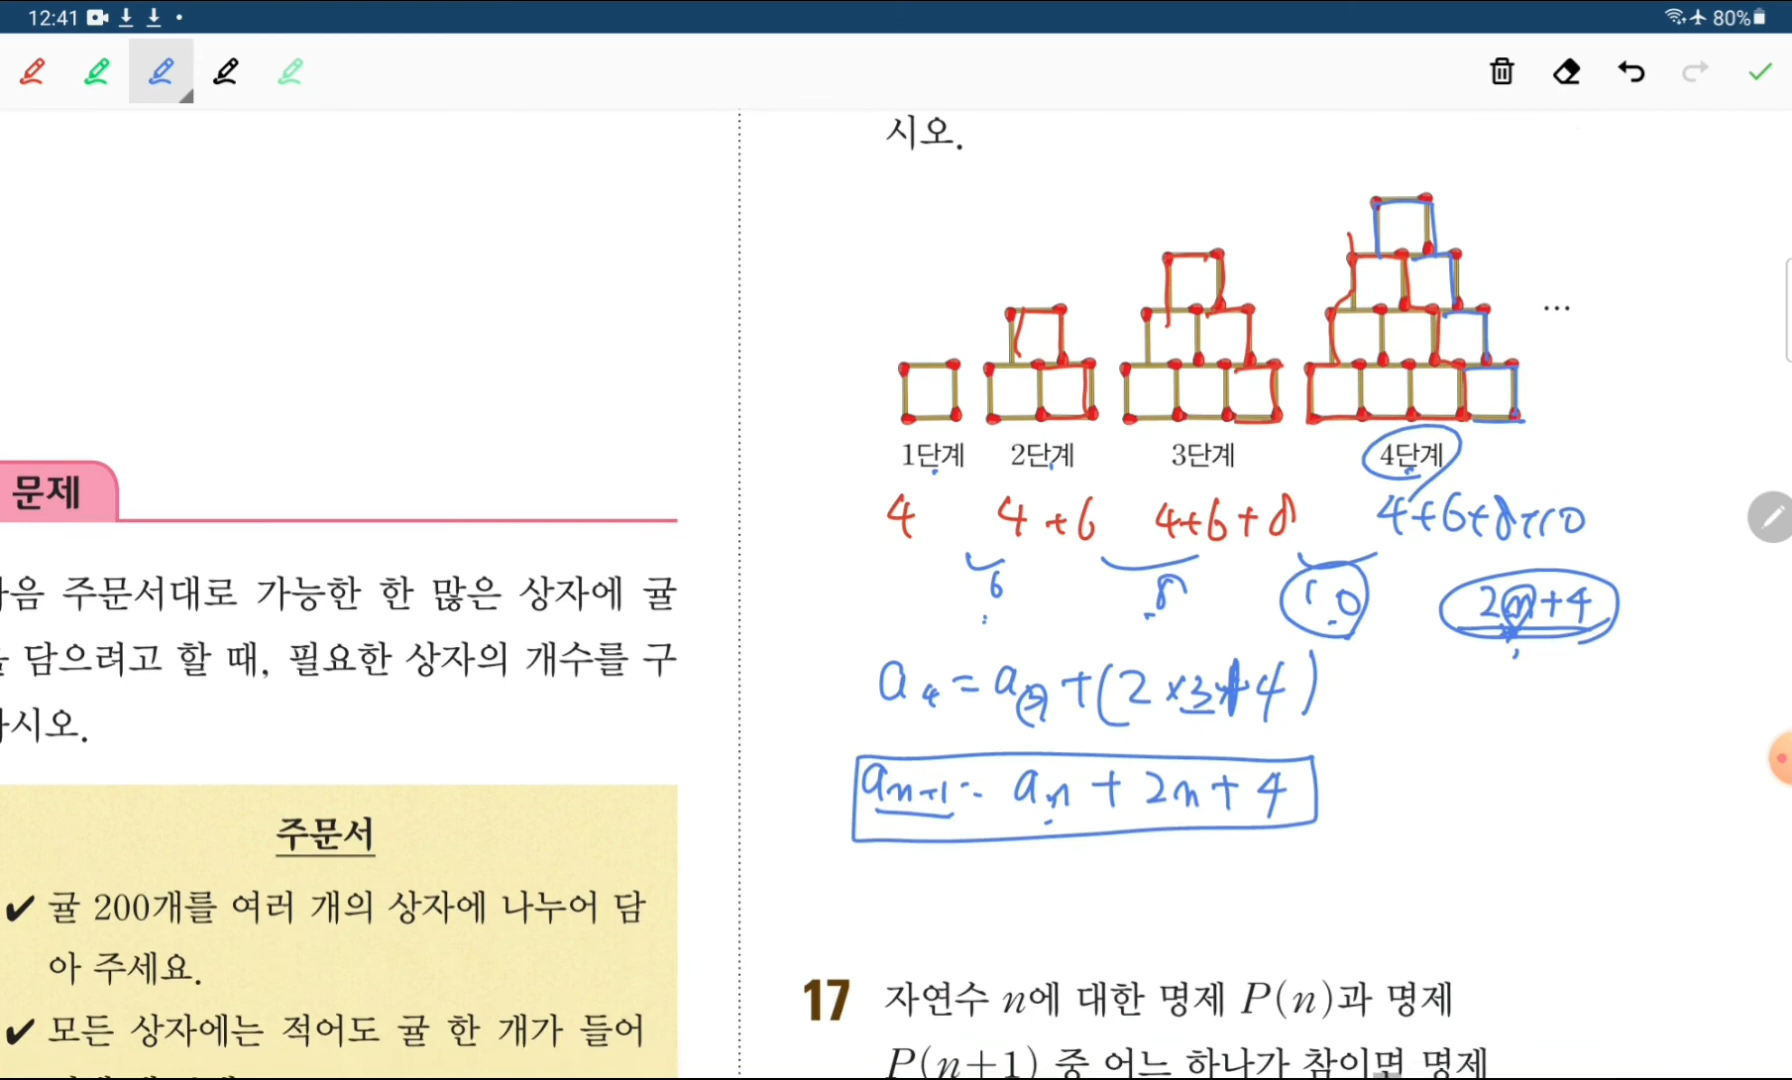 12:41
80%
시오.
…
1단계 2단계 3단계 4단계
4 4+6 4+6+8 4+6+8+10
6 8 10 2n+4
a₄ = a₃ + (2×3+4)
aₙ₊₁ = aₙ + 2n + 4
17 자연수 n에 대한 명제 P(n)과 명제
P(n+1) 중 어느 하나가 참이면 명제
문제
음 주문서대로 가능한 한 많은 상자에 귤
담으려고 할 때, 필요한 상자의 개수를 구
시오.
주문서
✔ 귤 200개를 여러 개의 상자에 나누어 담
아 주세요.
✔ 모든 상자에는 적어도 귤 한 개가 들어